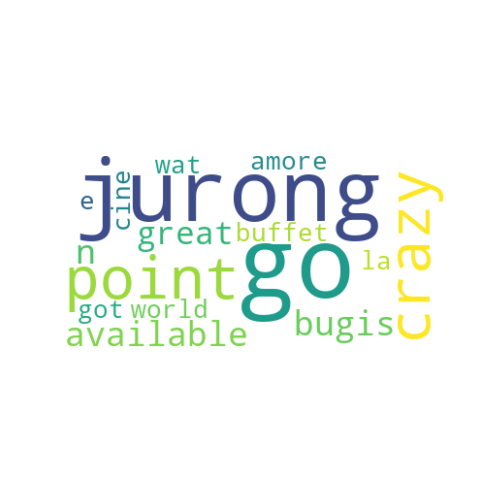 wat amore
e cine jurong crazy
great buffet
n point go la
got world
available bugis